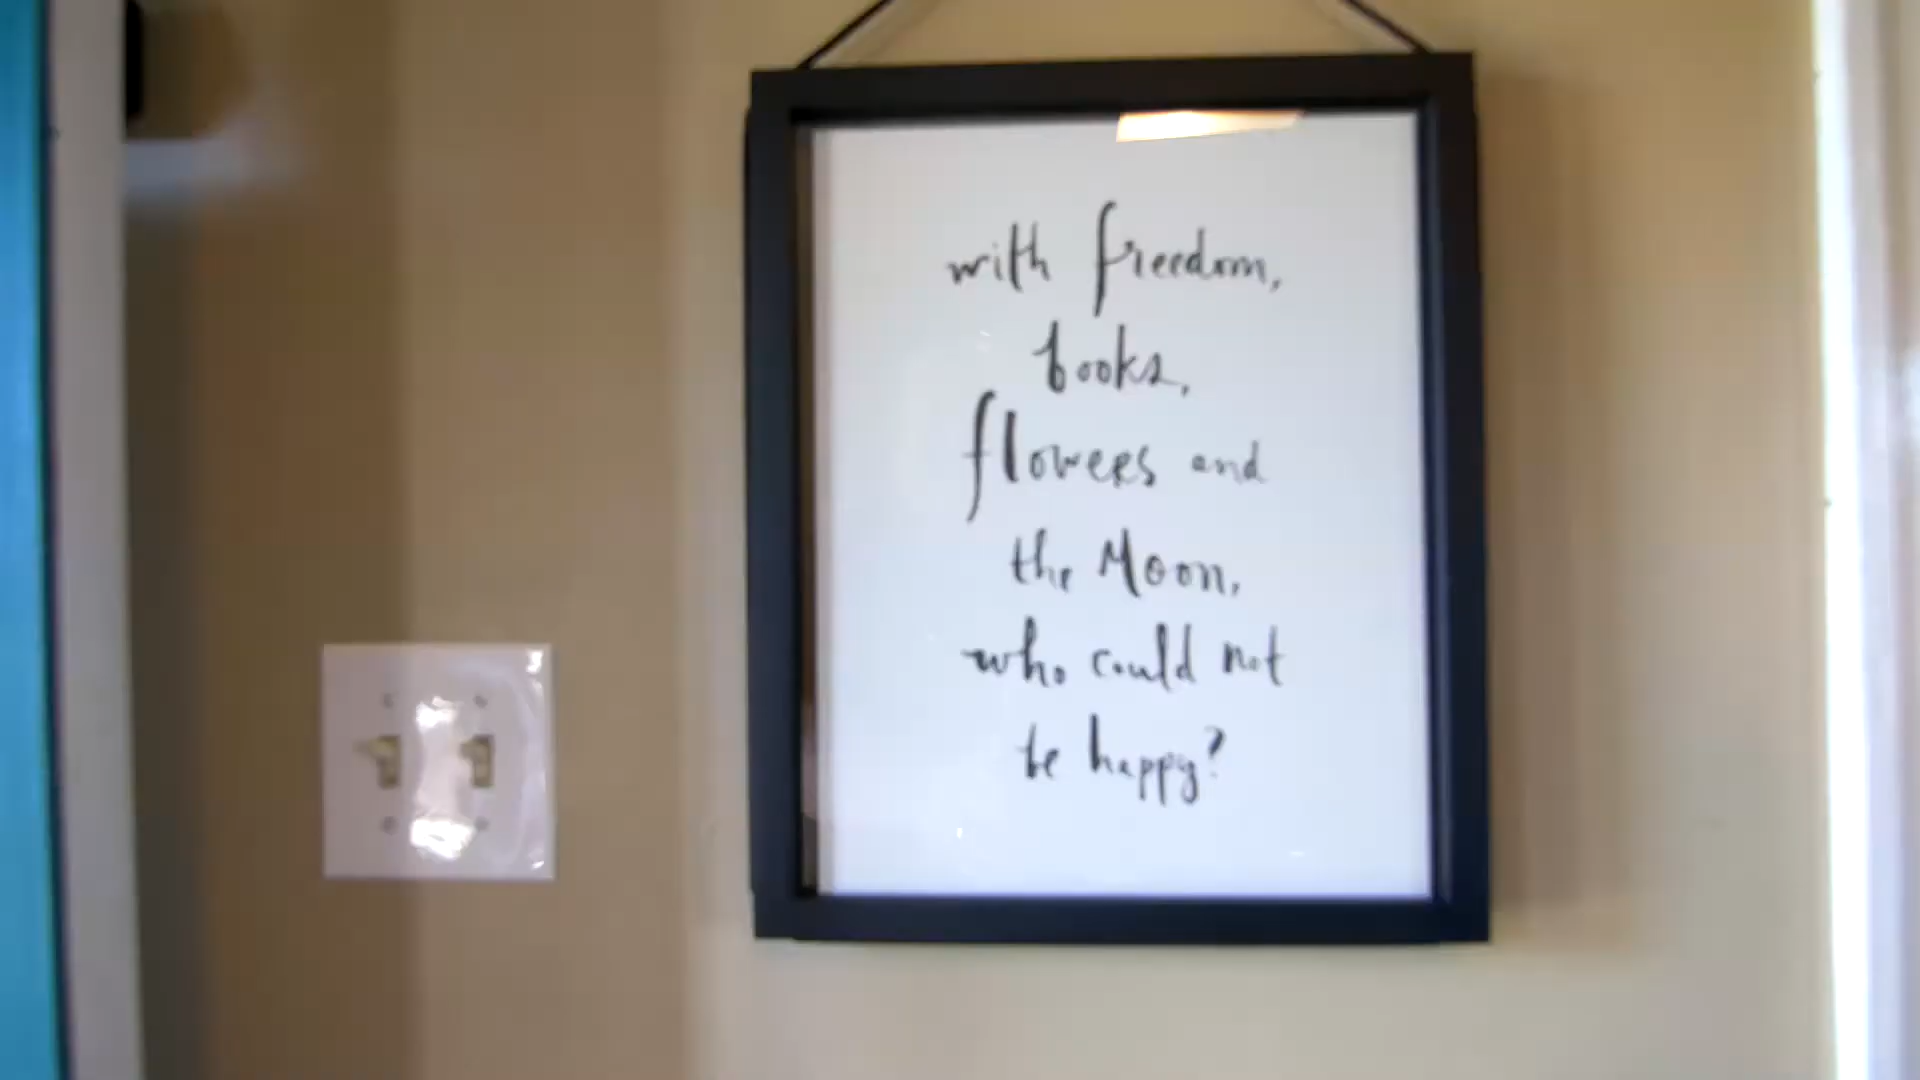 with freedom,
books,
flowers and
the Moon,
who could not
be happy?